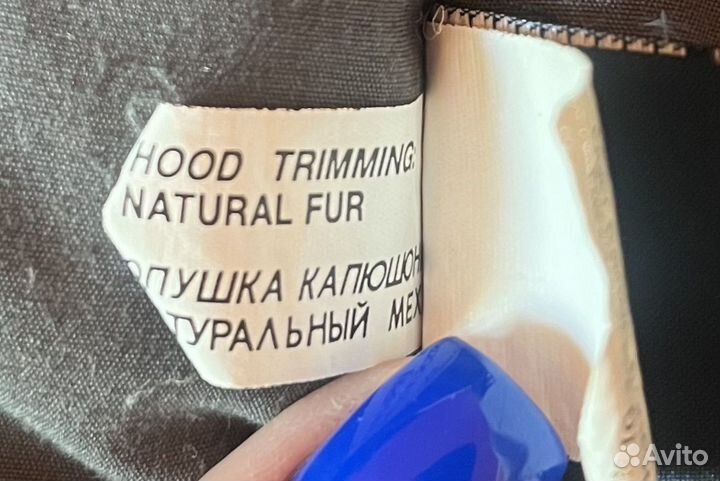 HOOD TRIMMING:
NATURAL FUR
ОПУШКА КАПЮШОН
ТУРАЛЬНЫЙ МЕХ
Avito